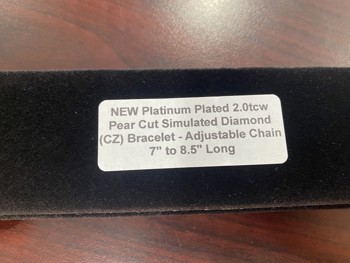 NEW Platinum Plated 2.0tcw
Pear Cut Simulated Diamond
(CZ) Bracelet - Adjustable Chain
7" to 8.5" Long